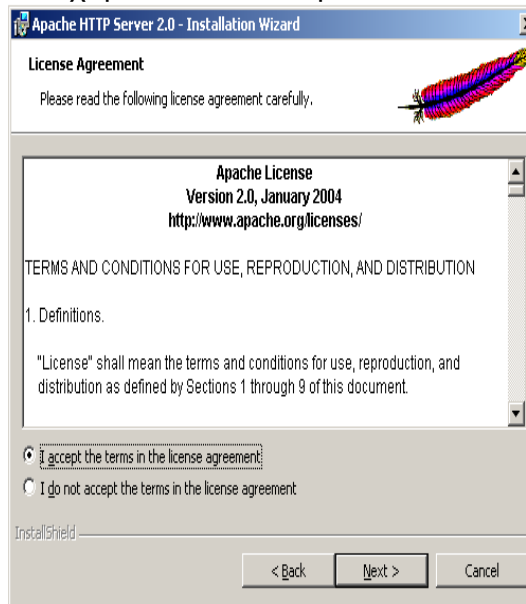 Apache HTTP Server 2.0 - Installation Wizard
License Agreement
Please read the following license agreement carefully.
Apache License
Version 2.0, January 2004
http://www.apache.org/licenses/
TERMS AND CONDITIONS FOR USE, REPRODUCTION, AND DISTRIBUTION
1. Definitions.
"License" shall mean the terms and conditions for use, reproduction, and
distribution as defined by Sections 1 through 9 of this document.
I accept the terms in the license agreement
I do not accept the terms in the license agreement
InstallShield
< Back
Next >
Cancel